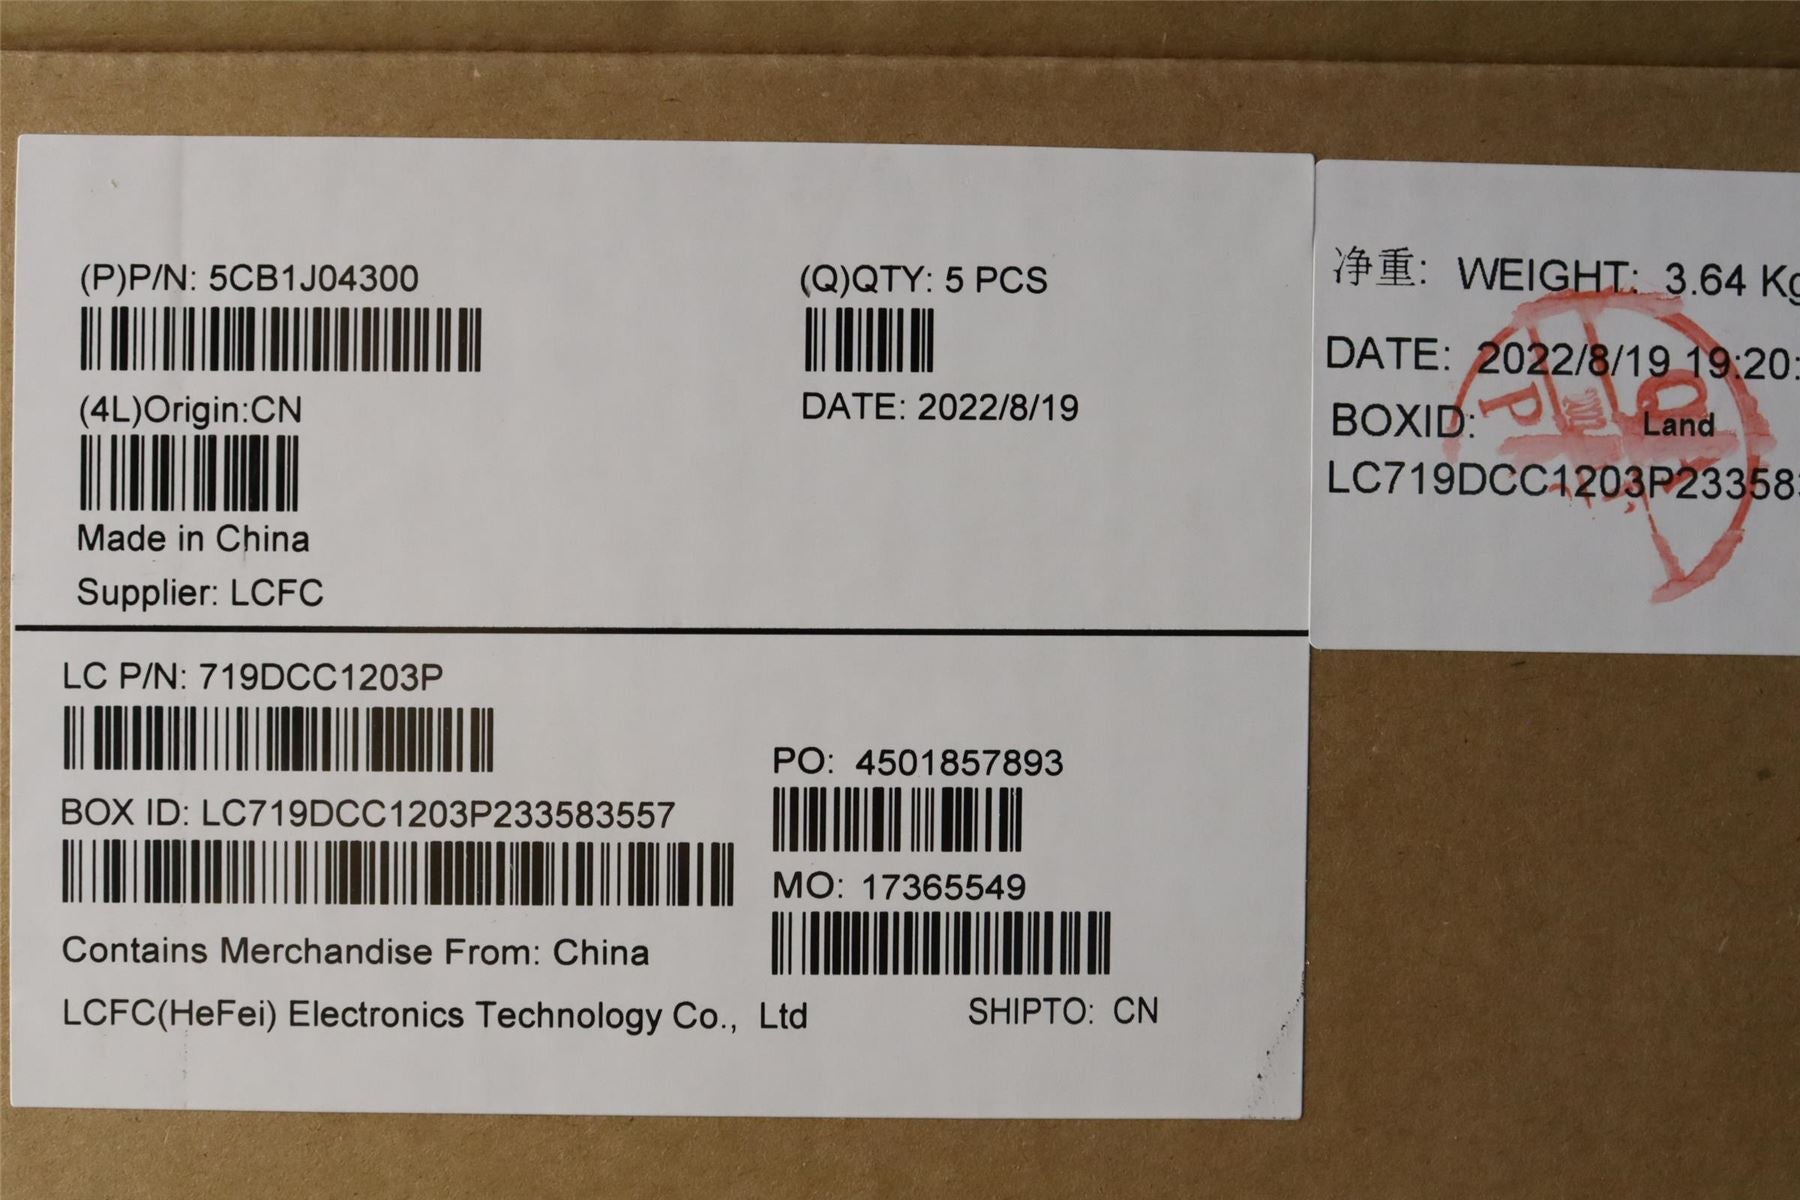 (P)P/N: 5CB1J04300
(Q)QTY: 5 PCS
(4L)Origin:CN
DATE: 2022/8/19
Made in China
Supplier: LCFC
LC P/N: 719DCC1203P
PO: 4501857893
BOX ID: LC719DCC1203P233583557
MO: 17365549
Contains Merchandise From: China
LCFC(HeFei) Electronics Technology Co., Ltd
SHIPTO: CN
净重: WEIGHT: 3.64 Kg
DATE: 2022/8/19 19:20:
BOXID: Land
LC719DCC1203P23358
Q
P